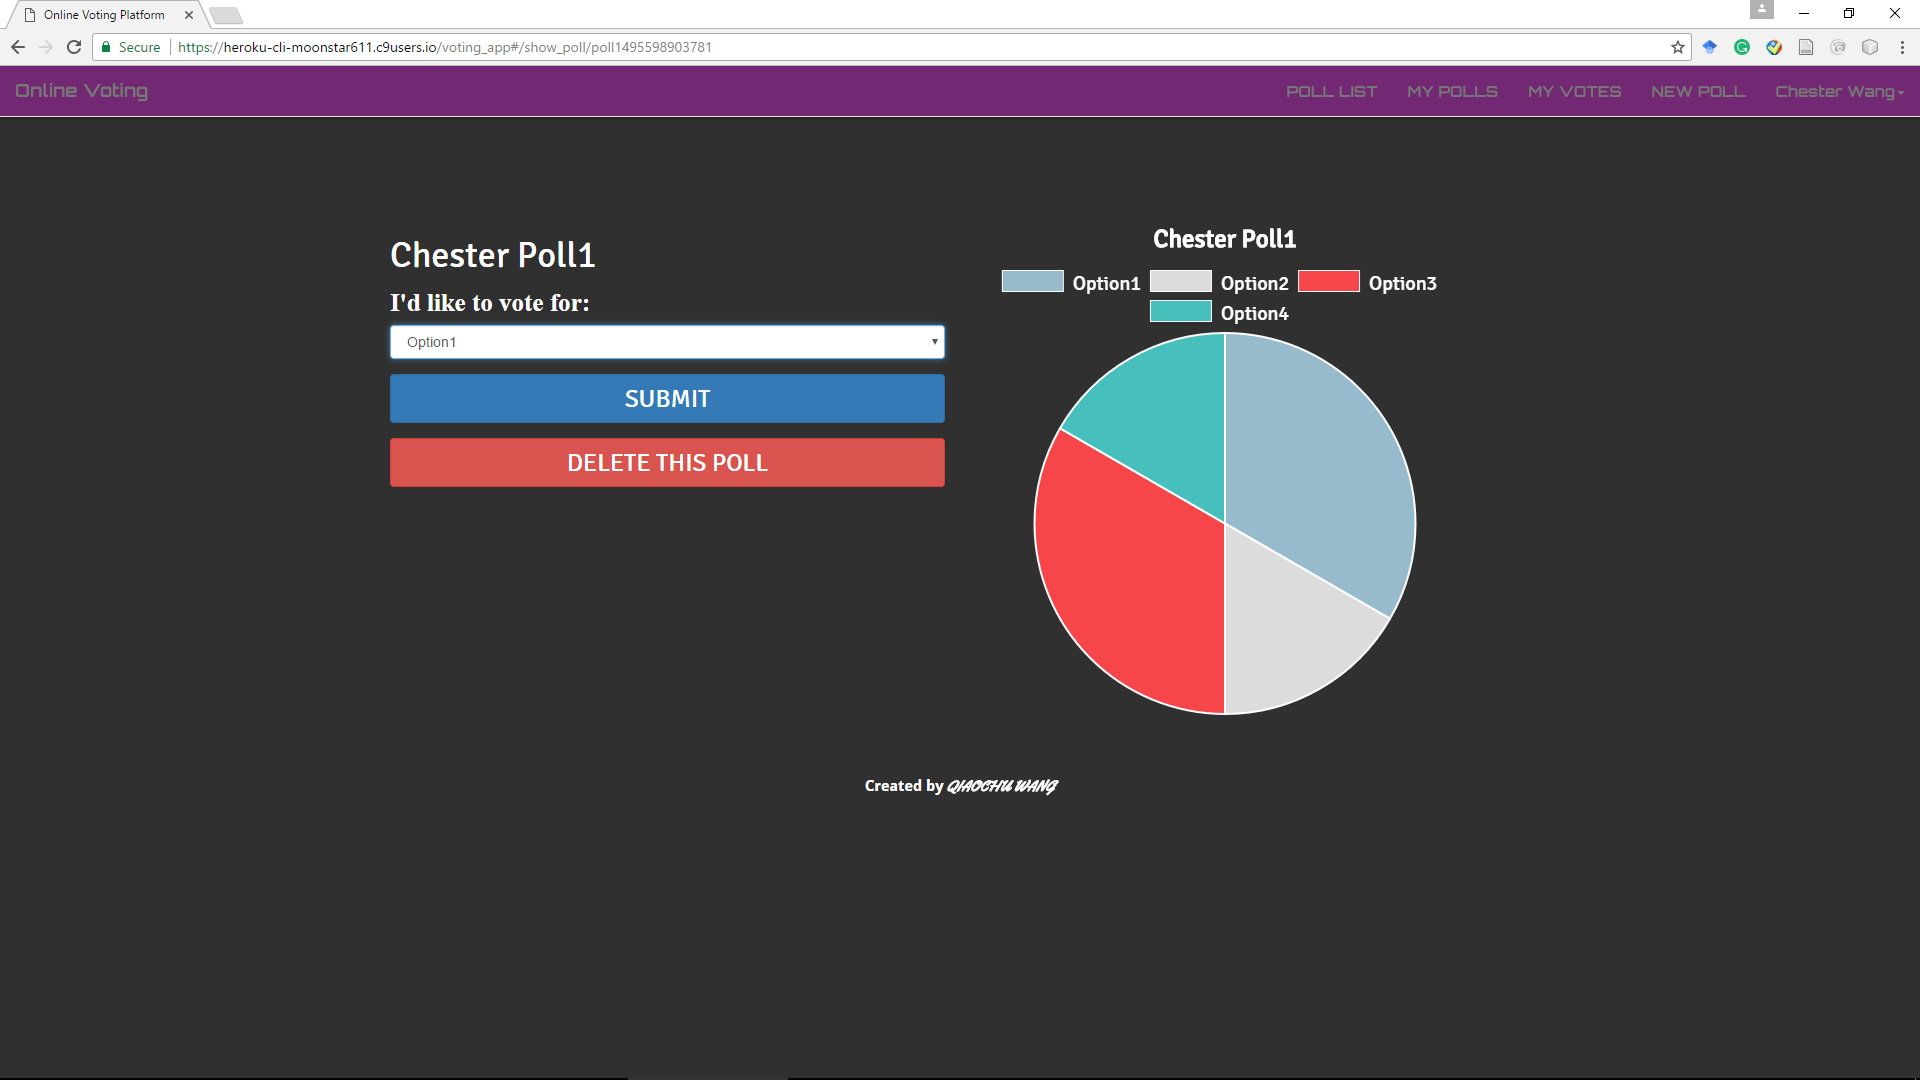 Online Voting Platform
Secure https://heroku-cli-moonstar611.c9users.io/voting_app#/show_poll/poll1495598903781
Online Voting POLL LIST MY POLLS MY VOTES NEW POLL Chester Wang
Chester Poll1
I'd like to vote for:
Option1
SUBMIT
DELETE THIS POLL
Chester Poll1
Option1 Option2 Option3
Option4
Created by QIAOCHU WANG